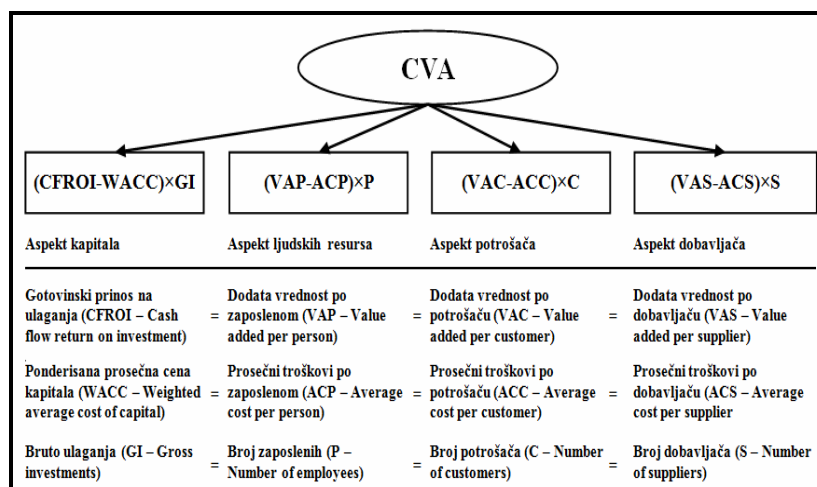 CVA
(CFROI-WACC)×GI
(VAP-ACP)×P
(VAC-ACC)×C
(VAS-ACS)×S
Aspekt kapitala
Aspekt ljudskih resursa
Aspekt potrošača
Aspekt dobavljača
Gotovinski prinos na
ulaganja (CFROI – Cash
flow return on investment)
=
Dodata vrednost po
zaposlenom (VAP – Value
added per person)
=
Dodata vrednost po
potrošaču (VAC – Value
added per customer)
=
Dodata vrednost po
dobavljaču (VAS – Value
added per supplier)
Ponderisana prosečna cena
kapitala (WACC – Weighted
average cost of capital)
=
Prosečni troškovi po
zaposlenom (ACP – Average
cost per person)
=
Prosečni troškovi po
potrošaču (ACC – Average
cost per customer)
=
Prosečni troškovi po
dobavljaču (ACS – Average
cost per supplier
Bruto ulaganja (GI – Gross
investments)
=
Broj zaposlenih (P
– Number of employees)
=
Broj potrošača (C – Number
of customers)
=
Broj dobavljača (S – Number
of suppliers)